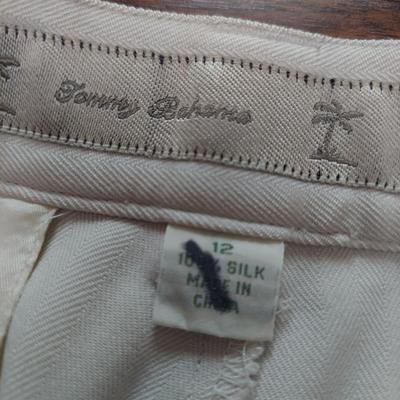 Tommy Bahama
12
100% SILK
MADE IN
CHINA